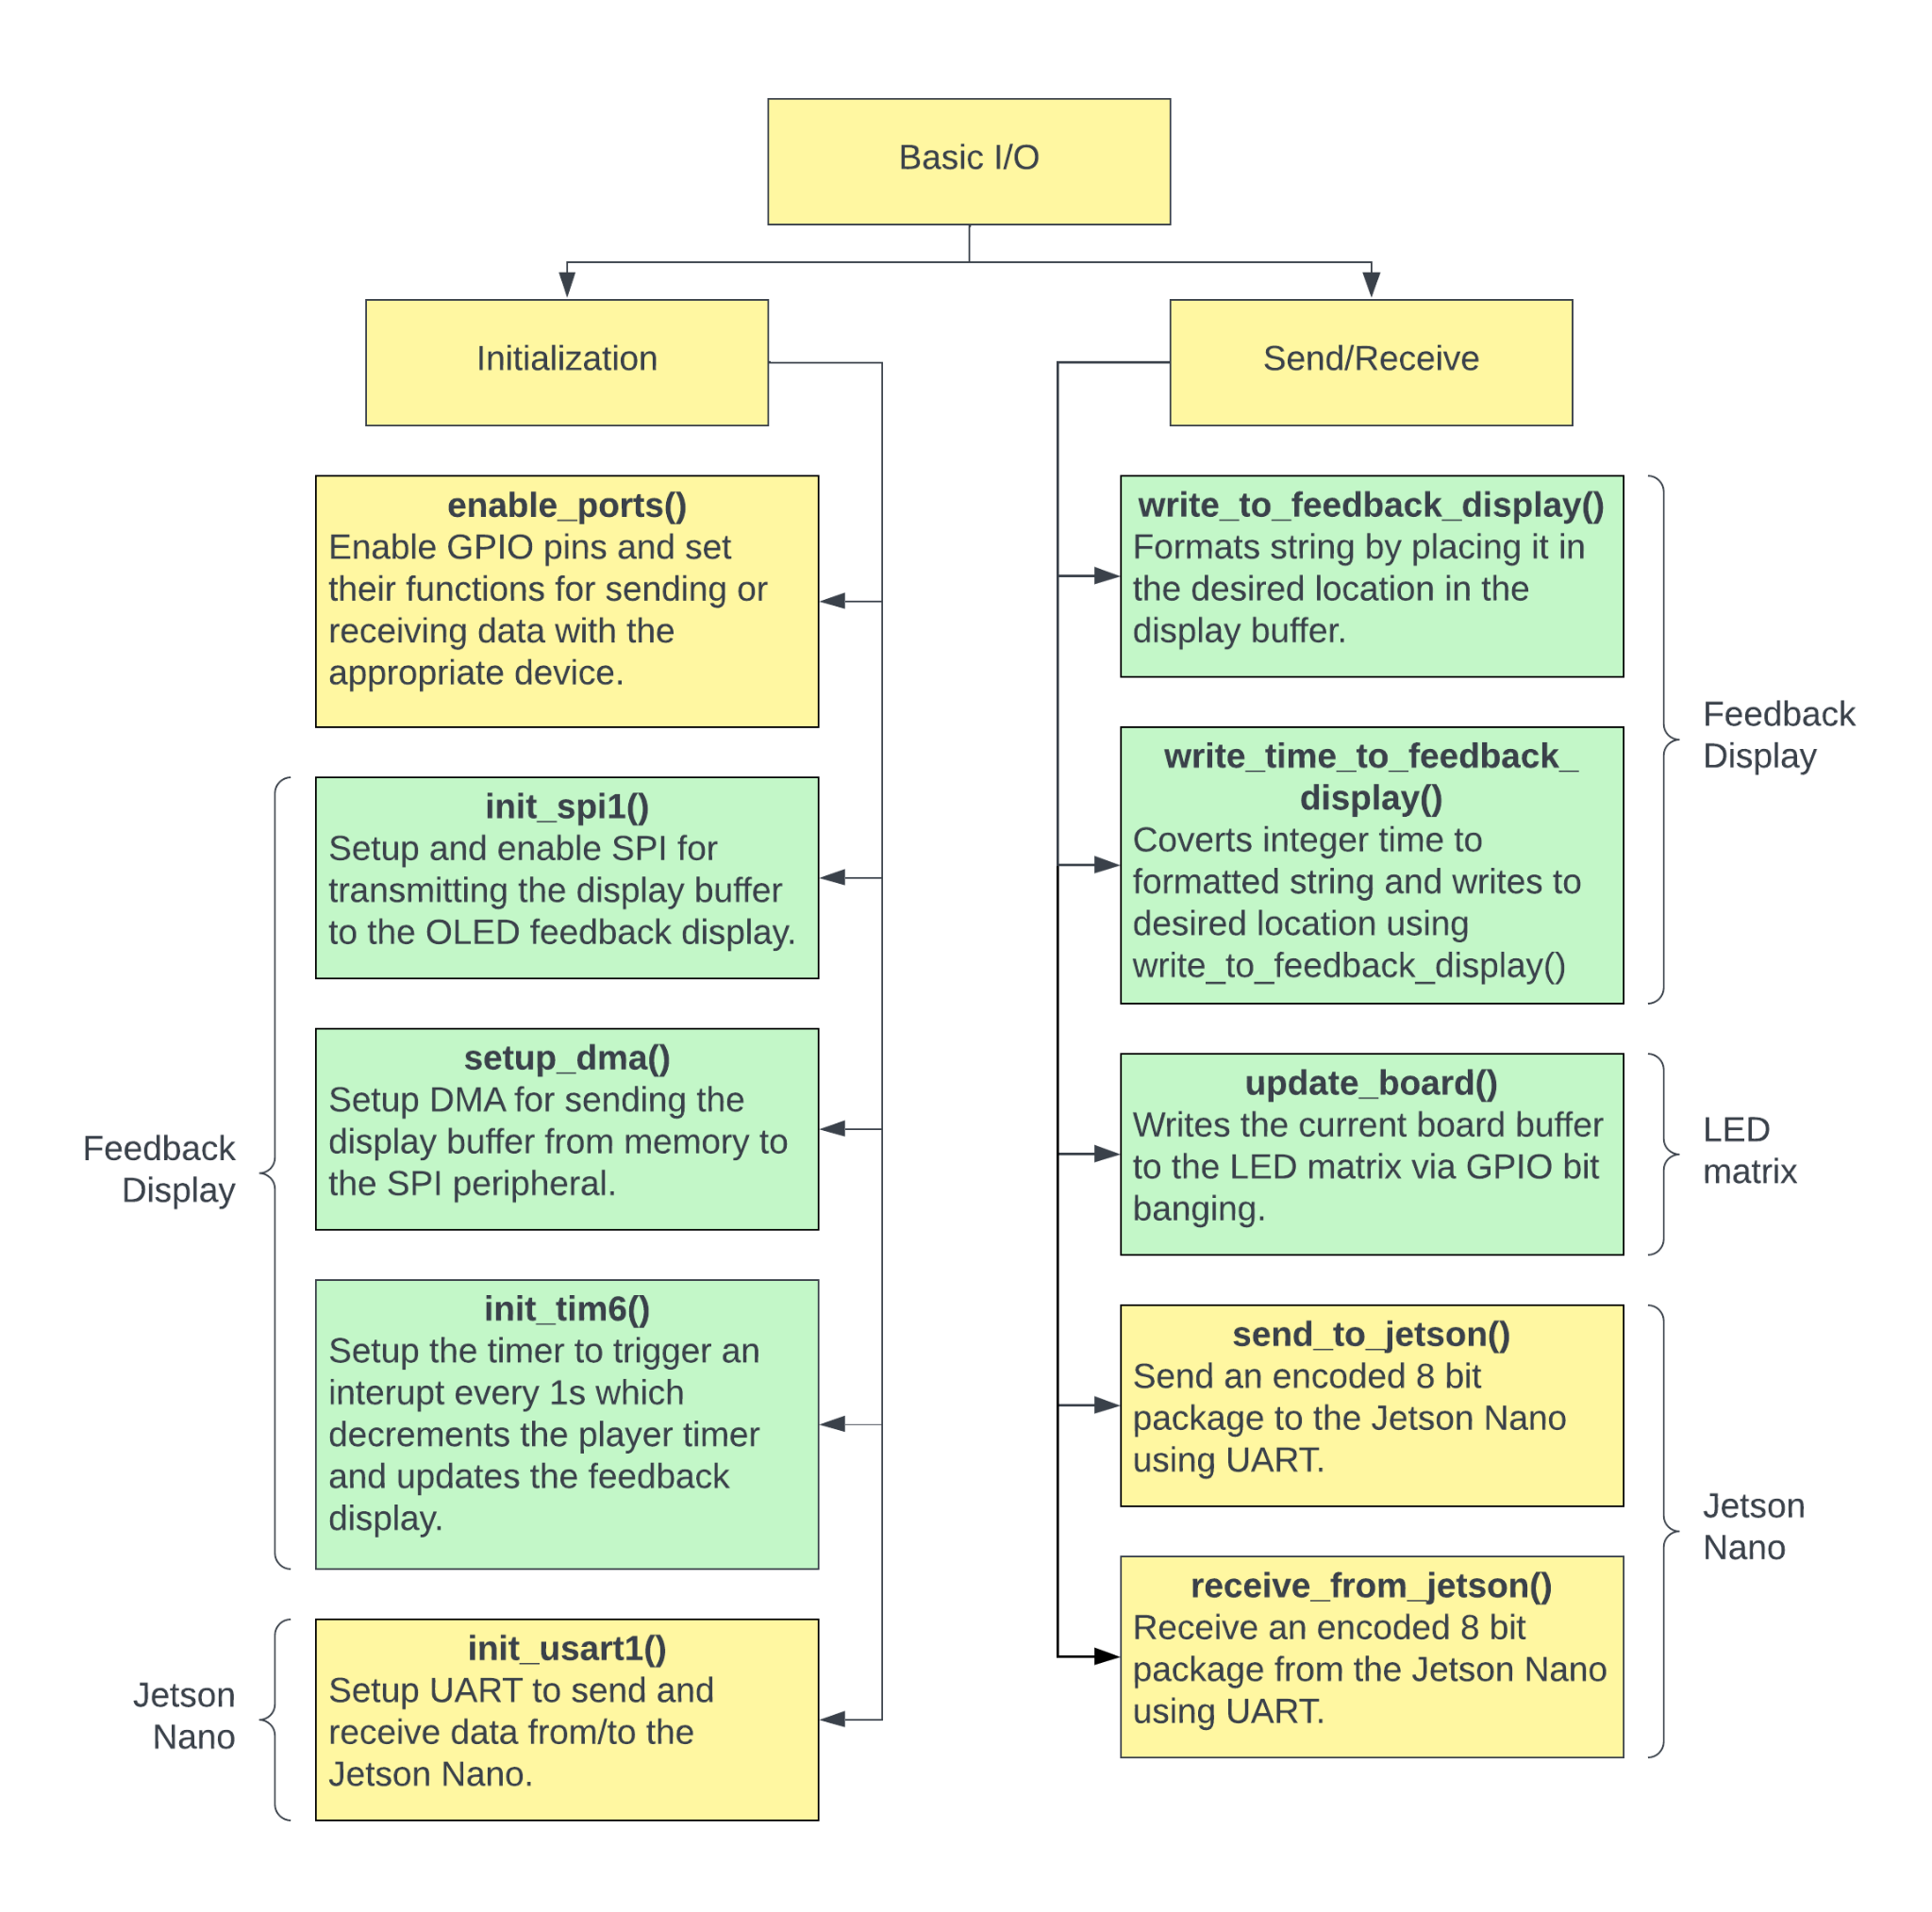 Basic I/O
Initialization
Send/Receive
enable_ports()
Enable GPIO pins and set
their functions for sending or
receiving data with the
appropriate device.
init_spi1()
Setup and enable SPI for
transmitting the display buffer
to the OLED feedback display.
setup_dma()
Setup DMA for sending the
display buffer from memory to
the SPI peripheral.
init_tim6()
Setup the timer to trigger an
interupt every 1s which
decrements the player timer
and updates the feedback
display.
Feedback
Display
init_usart1()
Setup UART to send and
receive data from/to the
Jetson Nano.
Jetson
Nano
write_to_feedback_display()
Formats string by placing it in
the desired location in the
display buffer.
write_time_to_feedback_
display()
Coverts integer time to
formatted string and writes to
desired location using
write_to_feedback_display()
Feedback
Display
update_board()
Writes the current board buffer
to the LED matrix via GPIO bit
banging.
LED
matrix
send_to_jetson()
Send an encoded 8 bit
package to the Jetson Nano
using UART.
receive_from_jetson()
Receive an encoded 8 bit
package from the Jetson Nano
using UART.
Jetson
Nano